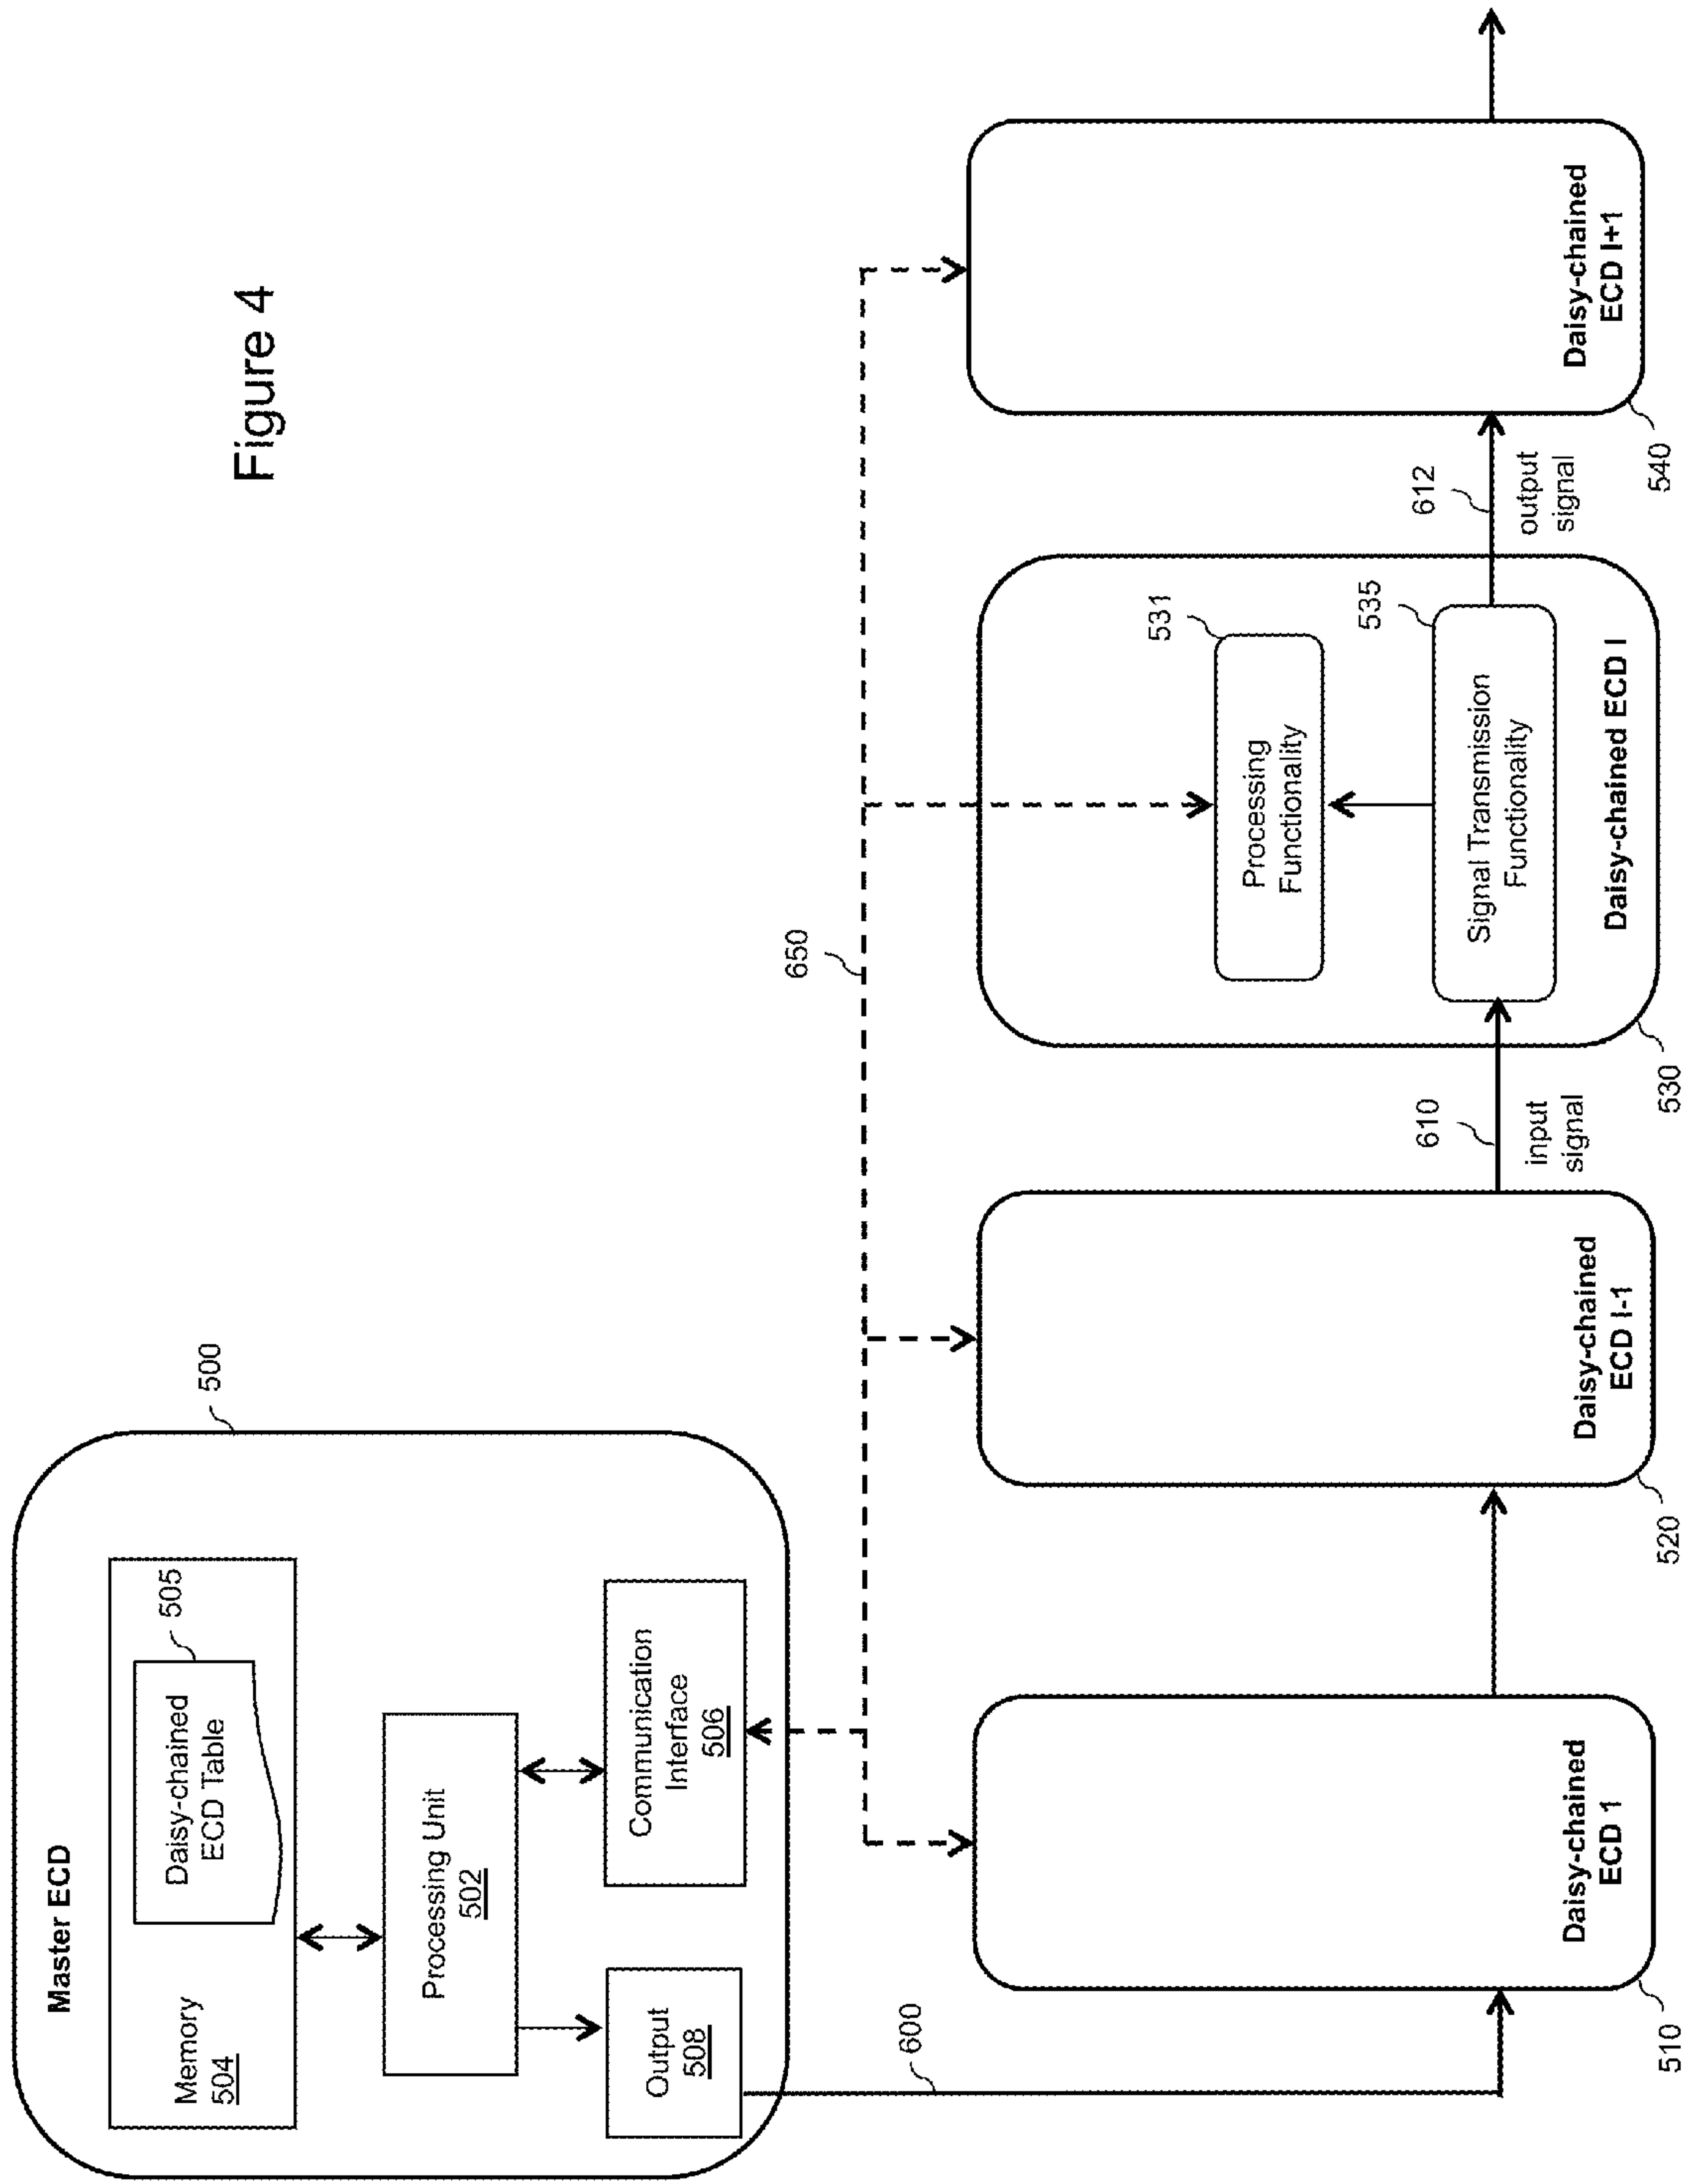 Figure 4
Master ECD
500
Memory
504
Daisy-chained
ECD Table
505
Processing Unit
502
Output
508
Communication
Interface
506
600
650
Daisy-chained
ECD 1
510
Daisy-chained
ECD I-1
520
610
input
signal
Processing
Functionality
531
Signal Transmission
Functionality
535
Daisy-chained ECD I
530
612
output
signal
Daisy-chained
ECD I+1
540